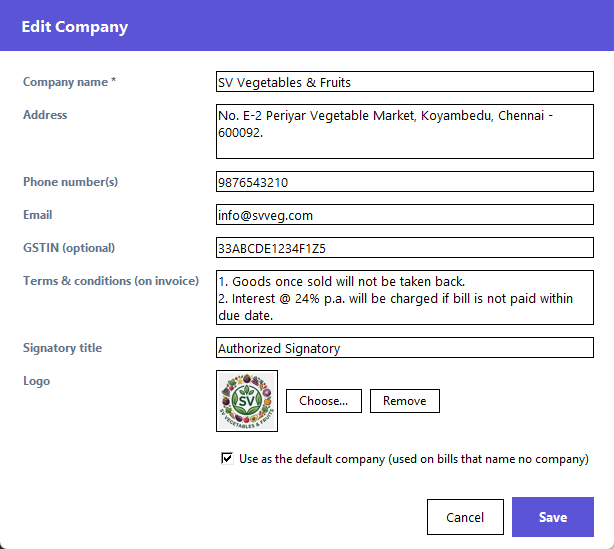 Edit Company
Company name *
SV Vegetables & Fruits
Address
No. E-2 Periyar Vegetable Market, Koyambedu, Chennai -
600092.
Phone number(s)
9876543210
Email
info@svveg.com
GSTIN (optional)
33ABCDE1234F1Z5
Terms & conditions (on invoice)
1. Goods once sold will not be taken back.
2. Interest @ 24% p.a. will be charged if bill is not paid within
due date.
Signatory title
Authorized Signatory
Logo
SV
SV VEGETABLES & FRUITS
Choose...
Remove
Use as the default company (used on bills that name no company)
Cancel
Save